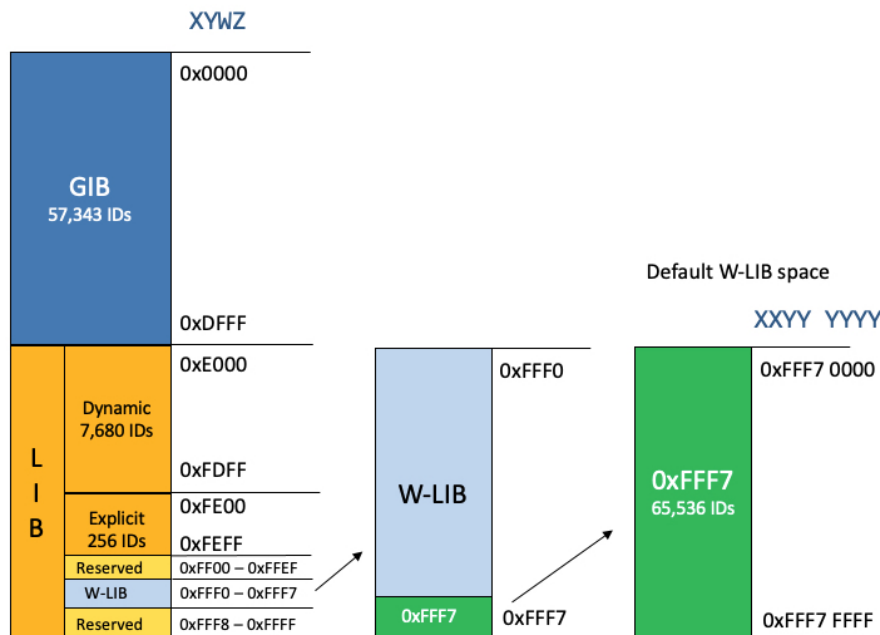 XYWZ
0x0000
GIB
57,343 IDs
0xDFFF
0xE000
Dynamic
7,680 IDs
0xFDFF
L
I
B
0xFE00
Explicit
256 IDs
0xFEFF
Reserved
0xFF00 – 0xFFEF
W-LIB
0xFFF0 – 0xFFF7
Reserved
0xFFF8 – 0xFFFF
0xFFF0
W-LIB
0xFFF7
0xFFF7
Default W-LIB space
XXYY YYYY
0xFFF7 0000
0xFFF7
65,536 IDs
0xFFF7 FFFF